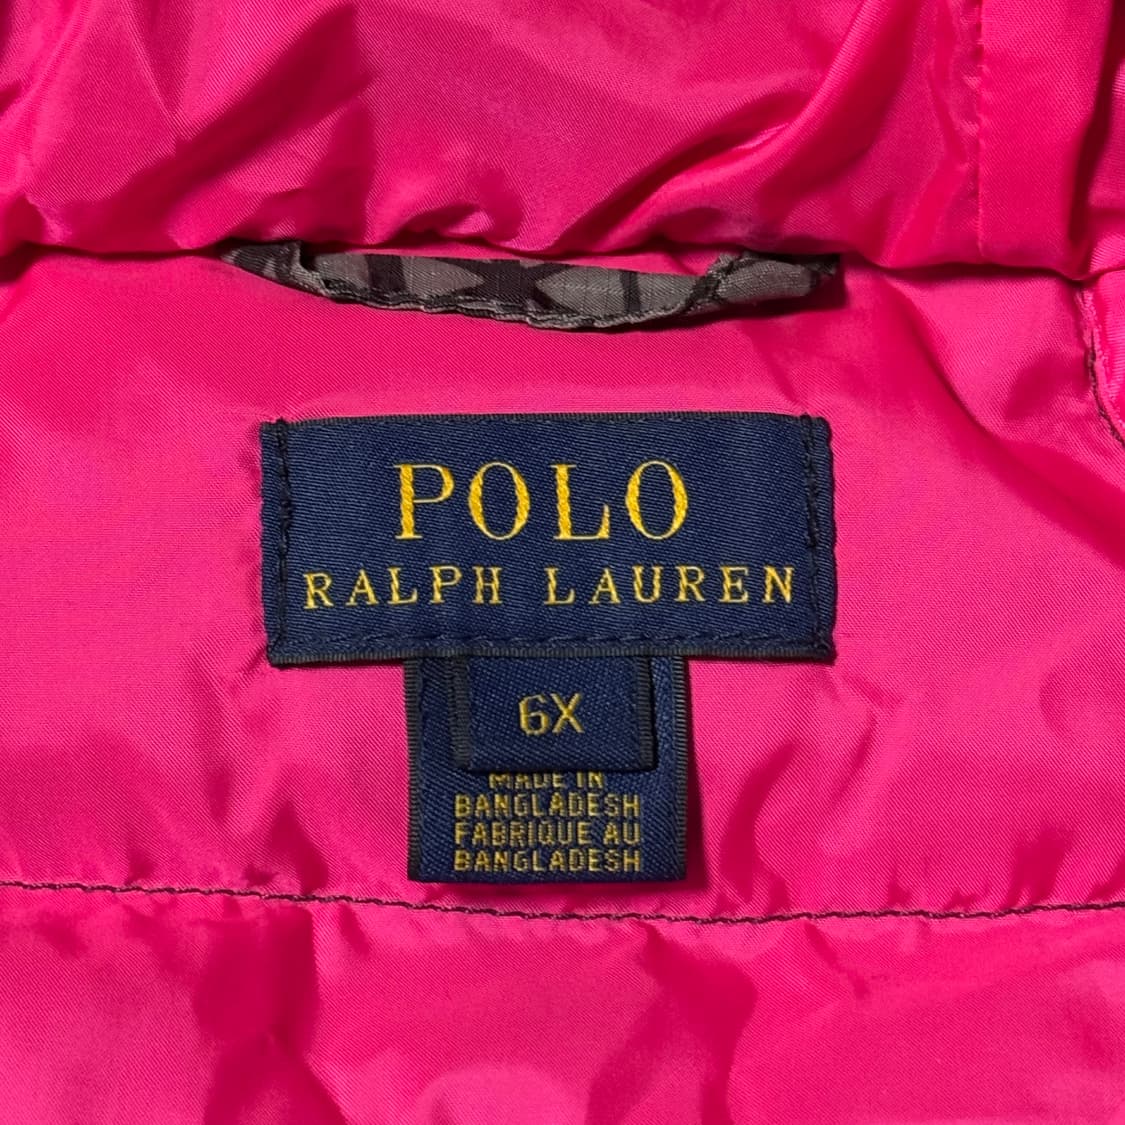 POLO
RALPH LAUREN
6X
MADE IN
BANGLADESH
FABRIQUE AU
BANGLADESH